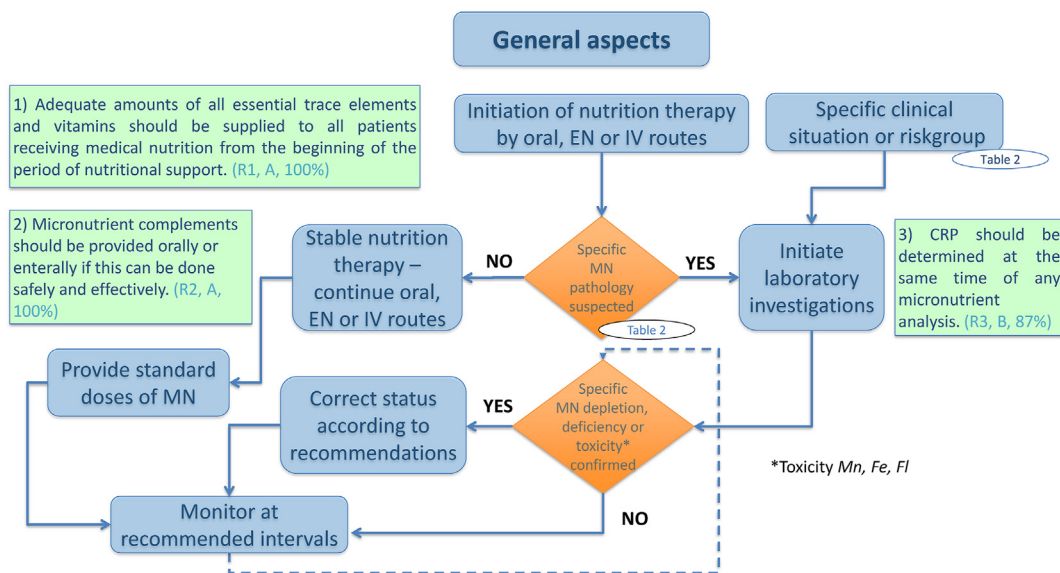 General aspects
1) Adequate amounts of all essential trace elements
and vitamins should be supplied to all patients
receiving medical nutrition from the beginning of the
period of nutritional support. (R1, A, 100%)
Initiation of nutrition therapy
by oral, EN or IV routes
Specific clinical
situation or riskgroup
Table 2
2) Micronutrient complements
should be provided orally or
enterally if this can be done
safely and effectively. (R2, A,
100%)
Stable nutrition
therapy –
continue oral,
EN or IV routes
NO
Specific
MN
pathology
suspected
YES
Table 2
Initiate
laboratory
investigations
3) CRP should be
determined at the
same time of any
micronutrient
analysis. (R3, B, 87%)
Provide standard
doses of MN
Correct status
according to
recommendations
YES
Specific
MN depletion,
deficiency or
toxicity*
confirmed
*Toxicity Mn, Fe, Fl
NO
Monitor at
recommended intervals